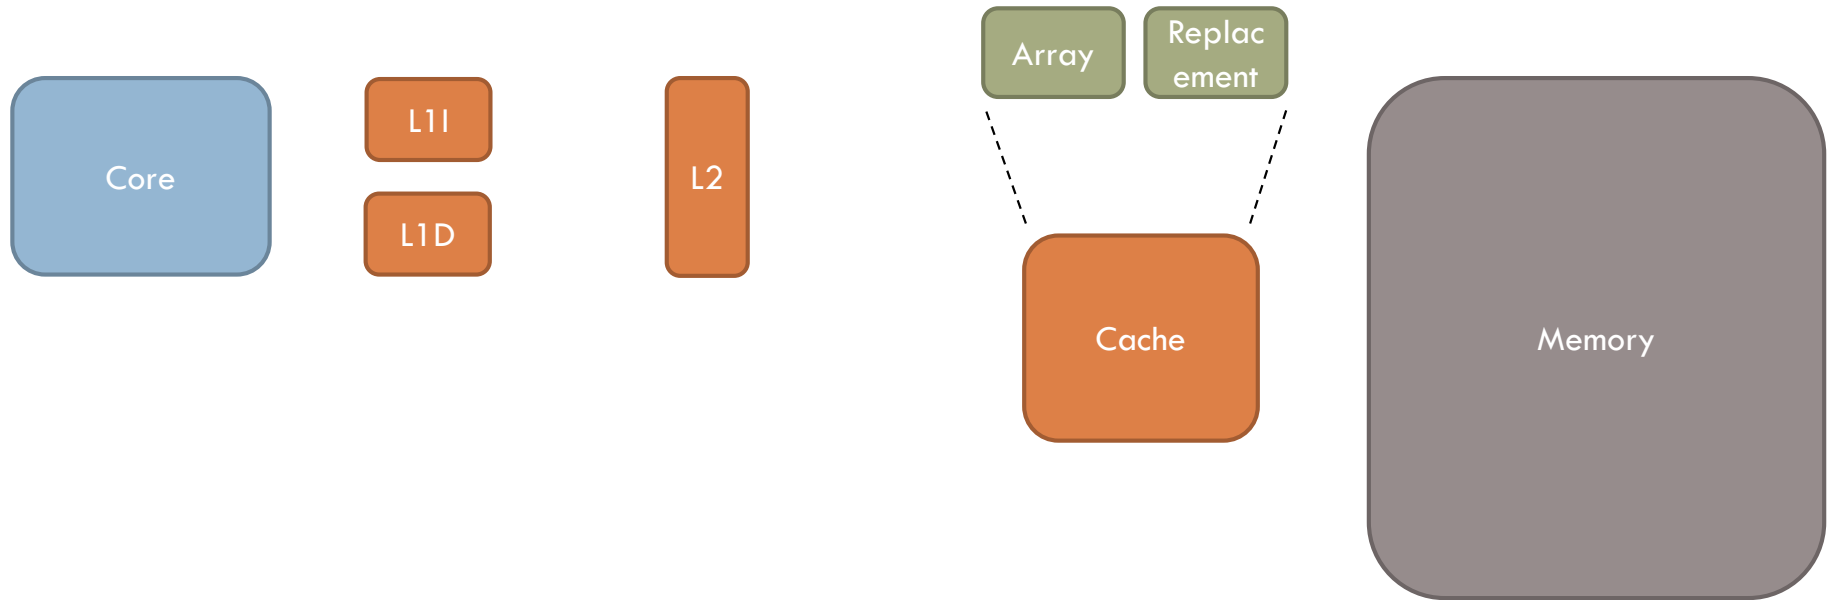 Core
L1I
L1D
L2
Array
Replac
ement
Cache
Memory